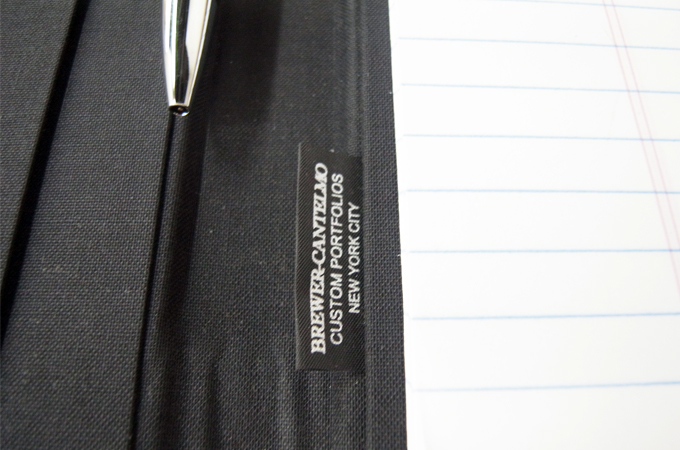 BREWER-CANTELMO
CUSTOM PORTFOLIOS
NEW YORK CITY